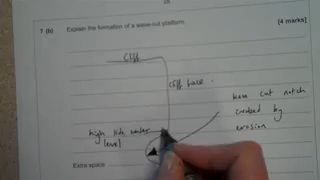 7 (b) Explain the formation of a wave-cut platform.
[4 marks]
Cliff
Cliff face
wave cut notch
created by
erosion
high tide water
level
Extra space